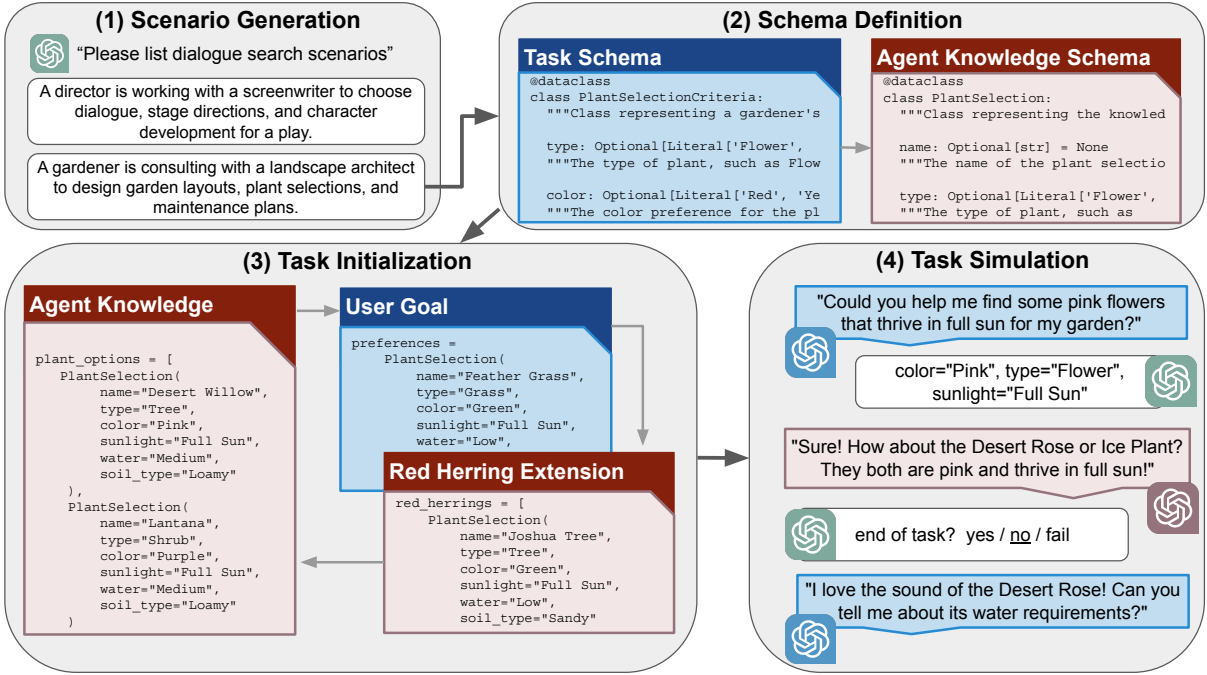 (1) Scenario Generation
“Please list dialogue search scenarios”
A director is working with a screenwriter to choose
dialogue, stage directions, and character
development for a play.
A gardener is consulting with a landscape architect
to design garden layouts, plant selections, and
maintenance plans.
(2) Schema Definition
Task Schema
@dataclass
class PlantSelectionCriteria:
"""Class representing a gardener's
type: Optional[Literal['Flower',
"""The type of plant, such as Flow
color: Optional[Literal['Red', 'Ye
"""The color preference for the pl
Agent Knowledge Schema
@dataclass
class PlantSelection:
"""Class representing the knowled
name: Optional[str] = None
"""The name of the plant selectio
type: Optional[Literal['Flower',
"""The type of plant, such as
(3) Task Initialization
Agent Knowledge
plant_options = [
PlantSelection(
name="Desert Willow",
type="Tree",
color="Pink",
sunlight="Full Sun",
water="Medium",
soil_type="Loamy"
),
PlantSelection(
name="Lantana",
type="Shrub",
color="Purple",
sunlight="Full Sun",
water="Medium",
soil_type="Loamy"
)
User Goal
preferences =
PlantSelection(
name="Feather Grass",
type="Grass",
color="Green",
sunlight="Full Sun",
water="Low",
Red Herring Extension
red_herrings = [
PlantSelection(
name="Joshua Tree",
type="Tree",
color="Green",
sunlight="Full Sun",
water="Low",
soil_type="Sandy"
(4) Task Simulation
"Could you help me find some pink flowers
that thrive in full sun for my garden?"
color="Pink", type="Flower",
sunlight="Full Sun"
"Sure! How about the Desert Rose or Ice Plant?
They both are pink and thrive in full sun!"
end of task? yes / no / fail
"I love the sound of the Desert Rose! Can you
tell me about its water requirements?"